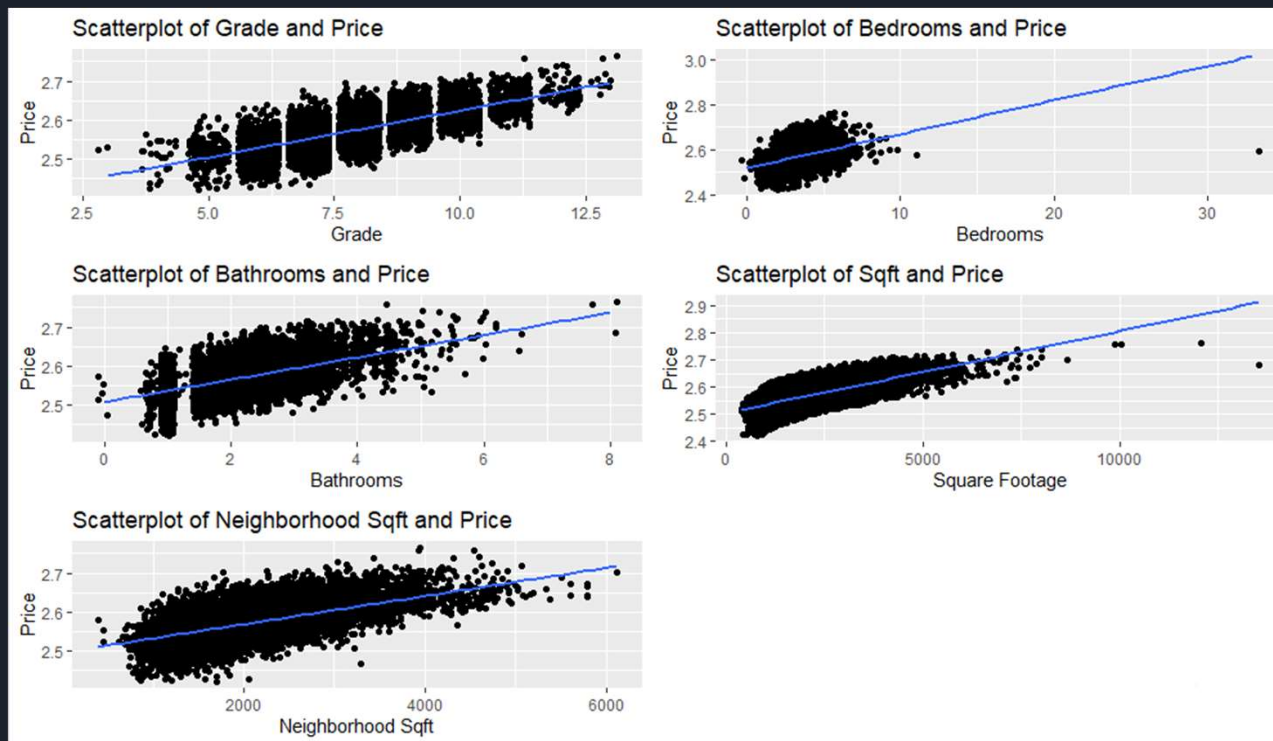 Scatterplot of Grade and Price
Price
2.7
2.6
2.5
2.5 5.0 7.5 10.0 12.5
Grade
Scatterplot of Bedrooms and Price
Price
3.0
2.8
2.6
2.4
0 10 20 30
Bedrooms
Scatterplot of Bathrooms and Price
Price
2.7
2.6
2.5
0 2 4 6 8
Bathrooms
Scatterplot of Sqft and Price
Price
2.9
2.8
2.7
2.6
2.5
2.4
0 5000 10000
Square Footage
Scatterplot of Neighborhood Sqft and Price
Price
2.7
2.6
2.5
2000 4000 6000
Neighborhood Sqft